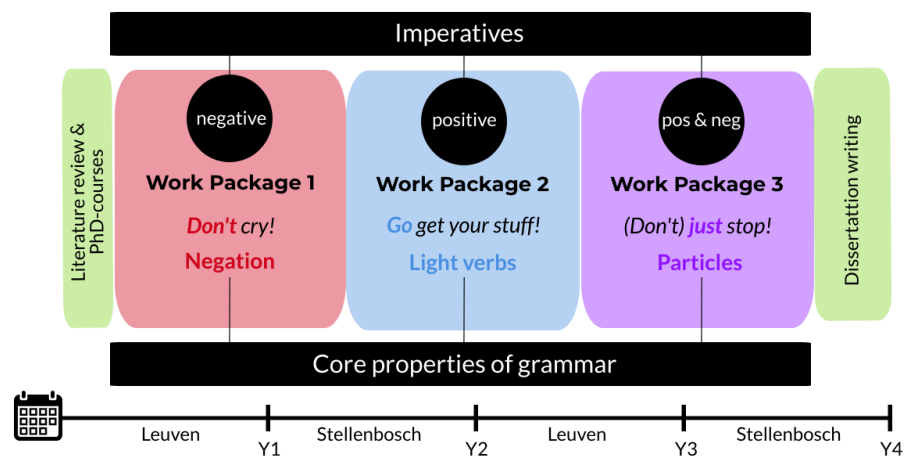 Imperatives
Literature review &
PhD-courses
negative
Work Package 1
Don't cry!
Negation
positive
Work Package 2
Go get your stuff!
Light verbs
pos & neg
Work Package 3
(Don't) just stop!
Particles
Dissertattion writing
Core properties of grammar
Leuven
Y1
Stellenbosch
Y2
Leuven
Y3
Stellenbosch
Y4